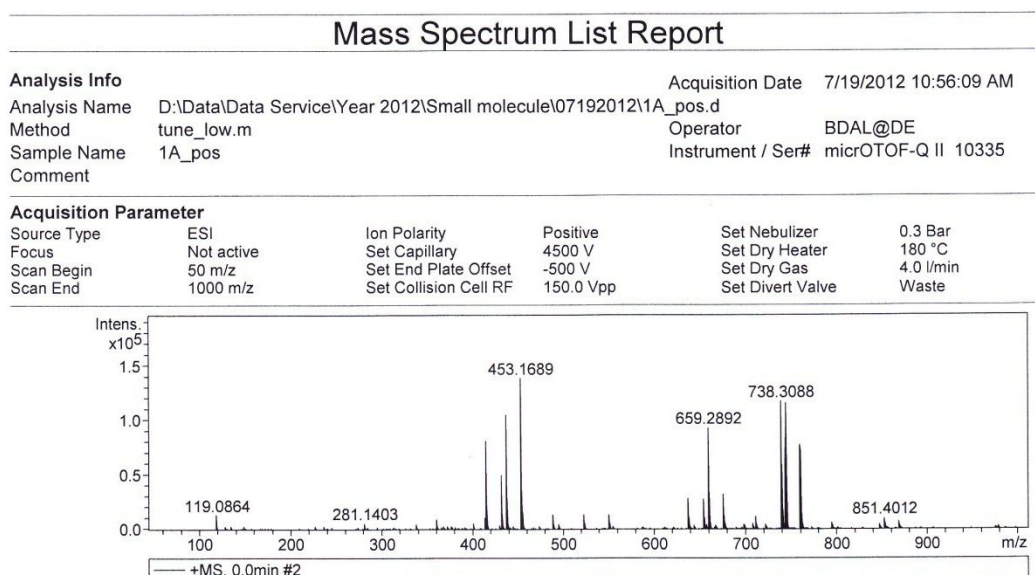 Mass Spectrum List Report
Analysis Info
Acquisition Date 7/19/2012 10:56:09 AM
Analysis Name D:\Data\Data Service\Year 2012\Small molecule\07192012\1A_pos.d
Method tune_low.m
Operator BDAL@DE
Sample Name 1A_pos
Instrument / Ser# micrOTOF-Q II 10335
Comment
Acquisition Parameter
Source Type ESI Ion Polarity Positive Set Nebulizer 0.3 Bar
Focus Not active Set Capillary 4500 V Set Dry Heater 180 °C
Scan Begin 50 m/z Set End Plate Offset -500 V Set Dry Gas 4.0 l/min
Scan End 1000 m/z Set Collision Cell RF 150.0 Vpp Set Divert Valve Waste
Intens.
x10⁵
1.5
453.1689
738.3088
659.2892
1.0
0.5
119.0864
281.1403
851.4012
0.0
100 200 300 400 500 600 700 800 900 m/z
+MS, 0.0min #2